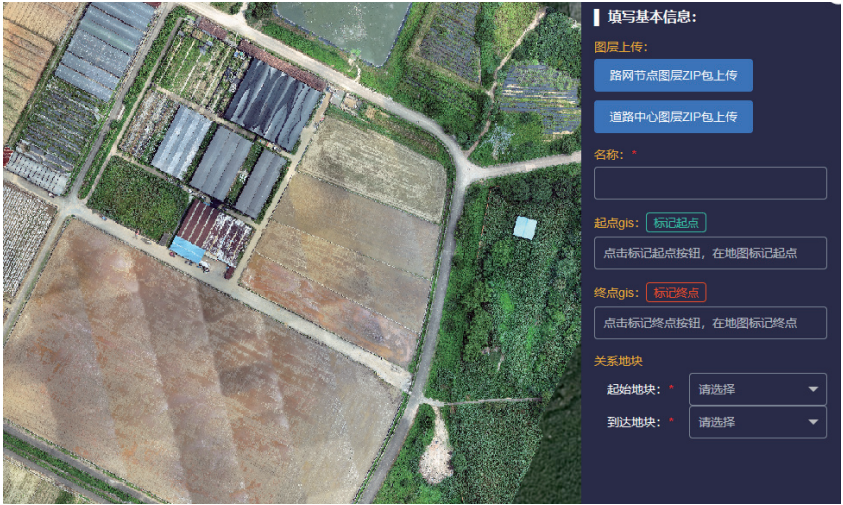 填写基本信息：
图层上传：
路网节点图层ZIP包上传
道路中心图层ZIP包上传
名称： *
起点gis： 标记起点
点击标记起点按钮，在地图标记起点
终点gis： 标记终点
点击标记终点按钮，在地图标记终点
关系地块
起始地块： * 请选择
到达地块： * 请选择